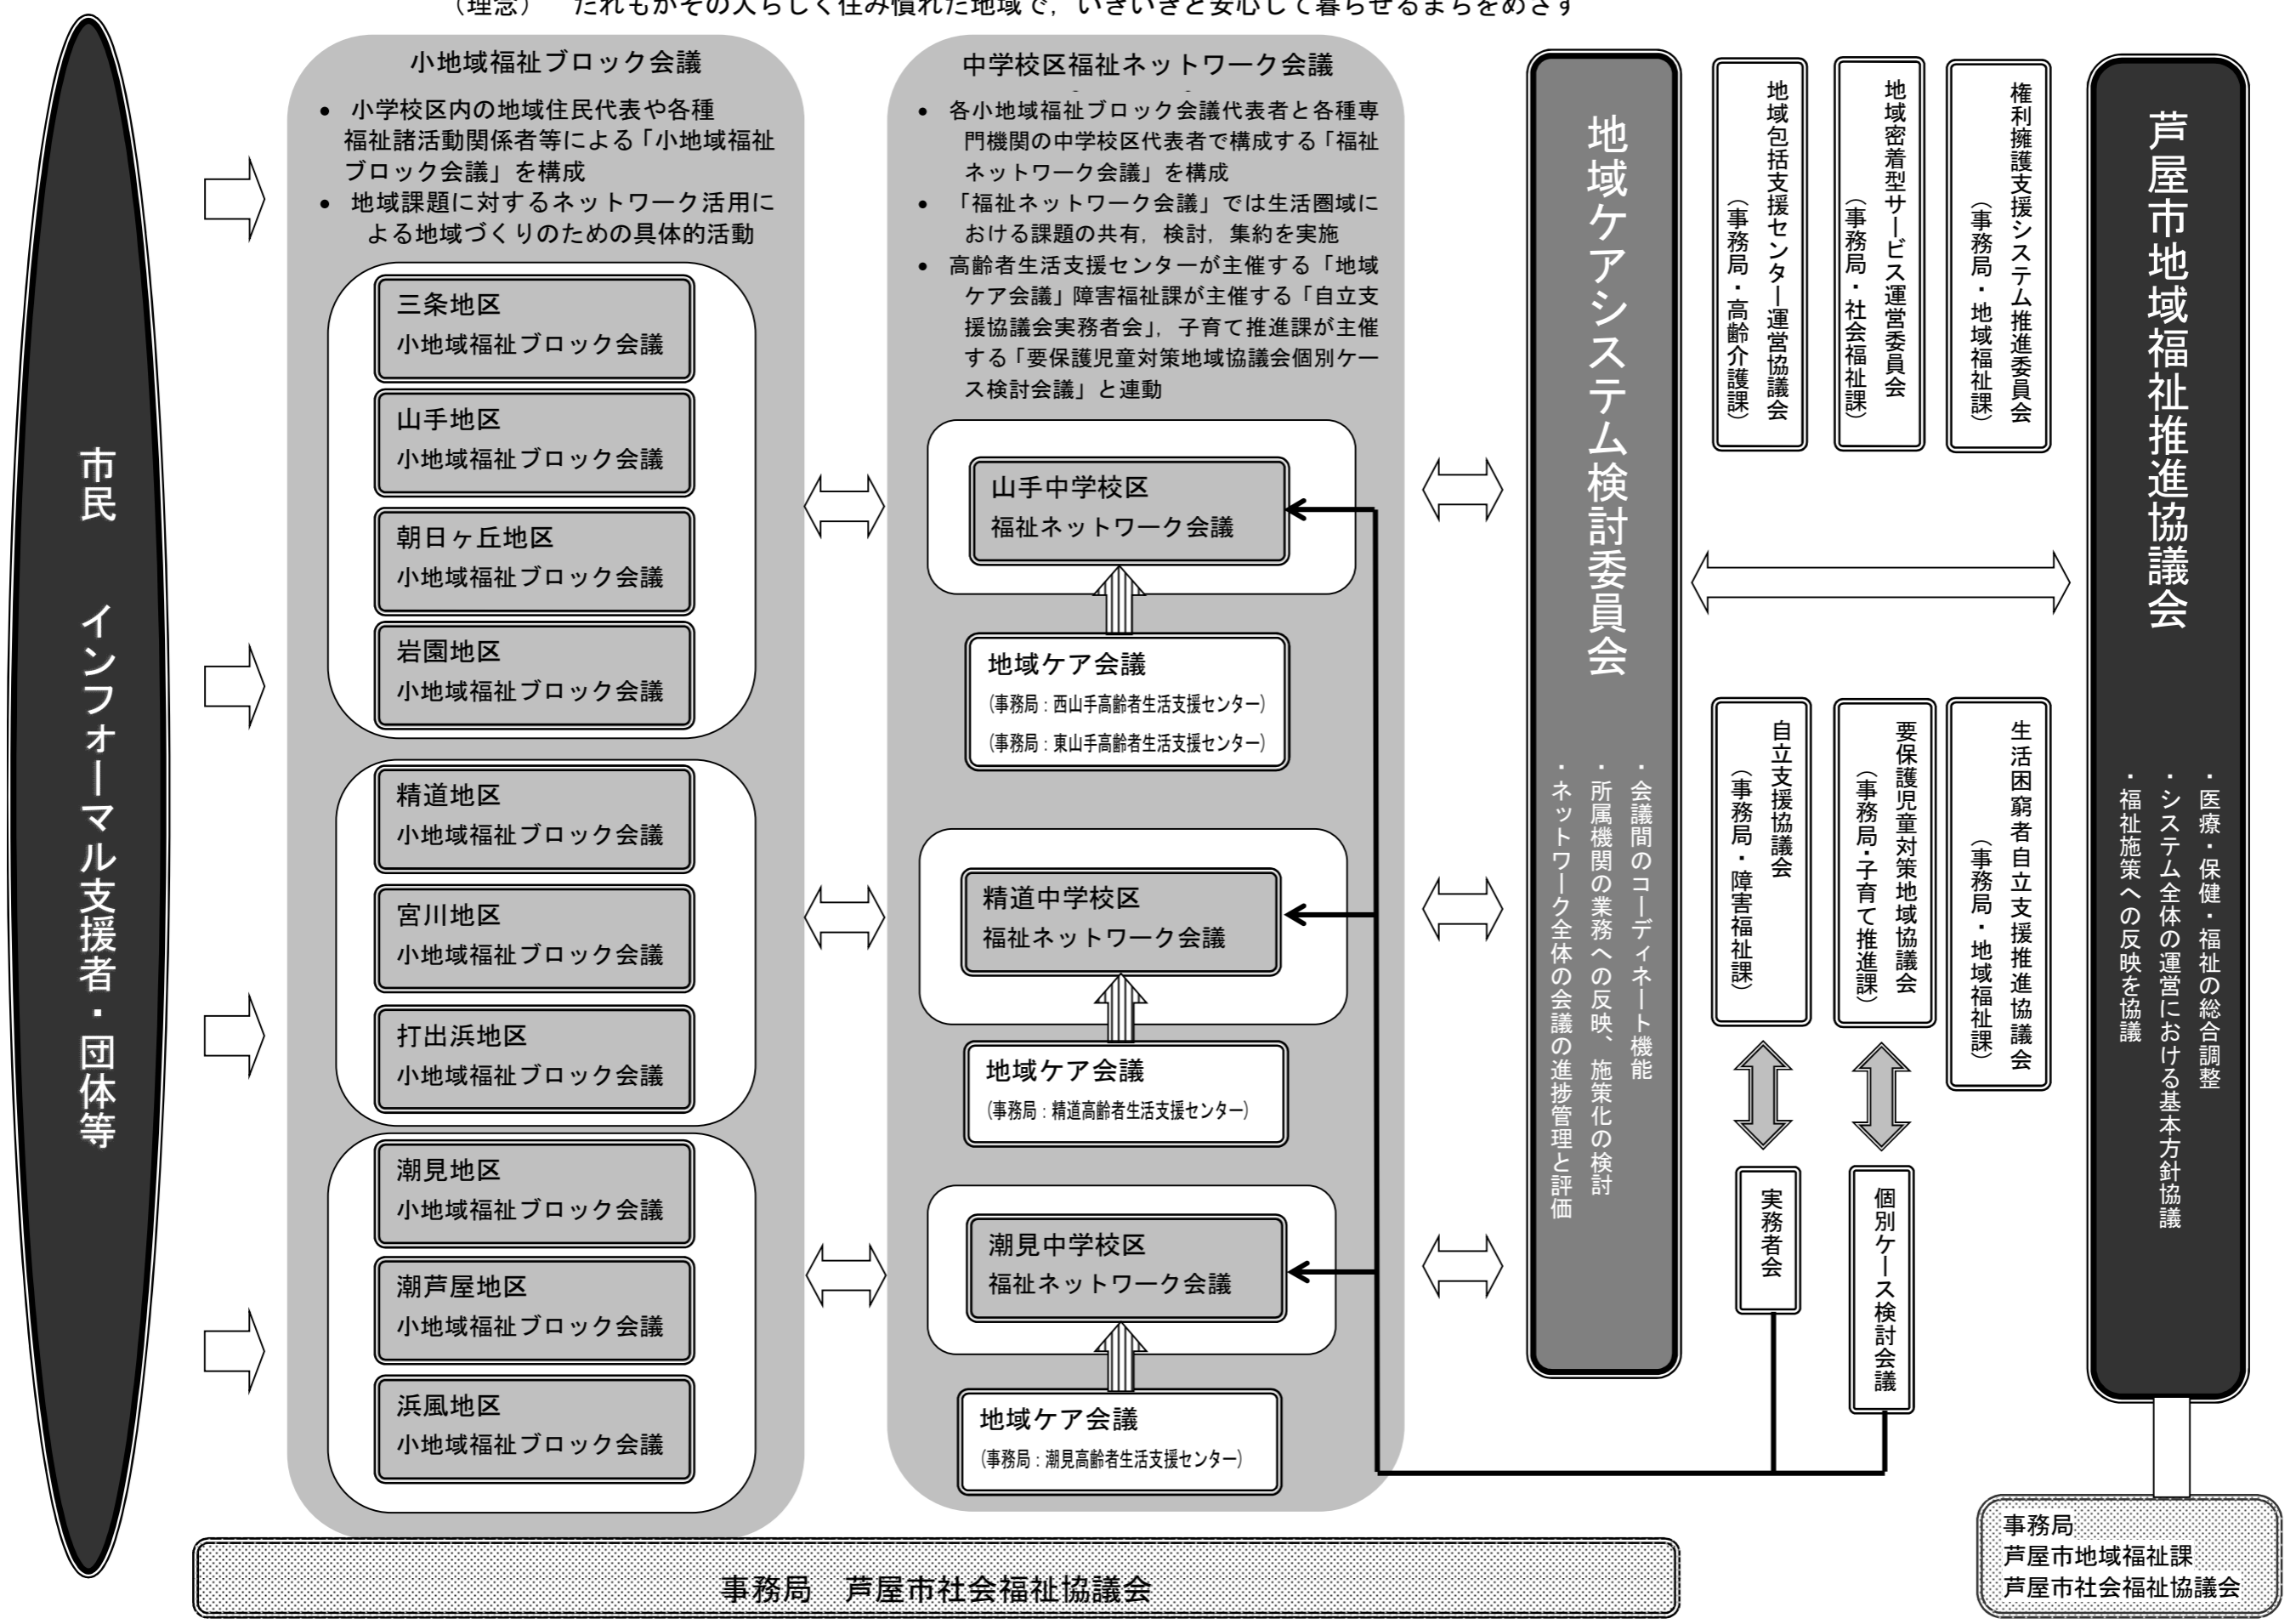 （理念）　だれもがその人らしく住み慣れた地域で，いきいきと安心して暮らせるまちをめざす
市民　インフォーマル支援者・団体等
小地域福祉ブロック会議
• 小学校区内の地域住民代表や各種
福祉諸活動関係者等による「小地域福祉
ブロック会議」を構成
• 地域課題に対するネットワーク活用に
よる地域づくりのための具体的活動
三条地区
小地域福祉ブロック会議
山手地区
小地域福祉ブロック会議
朝日ヶ丘地区
小地域福祉ブロック会議
岩園地区
小地域福祉ブロック会議
精道地区
小地域福祉ブロック会議
宮川地区
小地域福祉ブロック会議
打出浜地区
小地域福祉ブロック会議
潮見地区
小地域福祉ブロック会議
潮芦屋地区
小地域福祉ブロック会議
浜風地区
小地域福祉ブロック会議
中学校区福祉ネットワーク会議
• 各小地域福祉ブロック会議代表者と各種専
門機関の中学校区代表者で構成する「福祉
ネットワーク会議」を構成
• 「福祉ネットワーク会議」では生活圏域に
おける課題の共有，検討，集約を実施
• 高齢者生活支援センターが主催する「地域
ケア会議」障害福祉課が主催する「自立支
援協議会実務者会」，子育て推進課が主催
する「要保護児童対策地域協議会個別ケー
ス検討会議」と連動
山手中学校区
福祉ネットワーク会議
地域ケア会議
（事務局：西山手高齢者生活支援センター）
（事務局：東山手高齢者生活支援センター）
精道中学校区
福祉ネットワーク会議
地域ケア会議
（事務局：精道高齢者生活支援センター）
潮見中学校区
福祉ネットワーク会議
地域ケア会議
（事務局：潮見高齢者生活支援センター）
地域ケアシステム検討委員会
・会議間のコーディネート機能
・所属機関の業務への反映、施策化の検討
・ネットワーク全体の会議の進捗管理と評価
地域包括支援センター運営協議会
（事務局・高齢介護課）
地域密着型サービス運営委員会
（事務局・社会福祉課）
権利擁護支援システム推進委員会
（事務局・地域福祉課）
自立支援協議会
（事務局・障害福祉課）
要保護児童対策地域協議会
（事務局・子育て推進課）
生活困窮者自立支援推進協議会
（事務局・地域福祉課）
実務者会
個別ケース検討会議
芦屋市地域福祉推進協議会
・医療・保健・福祉の総合調整
・システム全体の運営における基本方針協議
・福祉施策への反映を協議
事務局　芦屋市社会福祉協議会
事務局
芦屋市地域福祉課
芦屋市社会福祉協議会